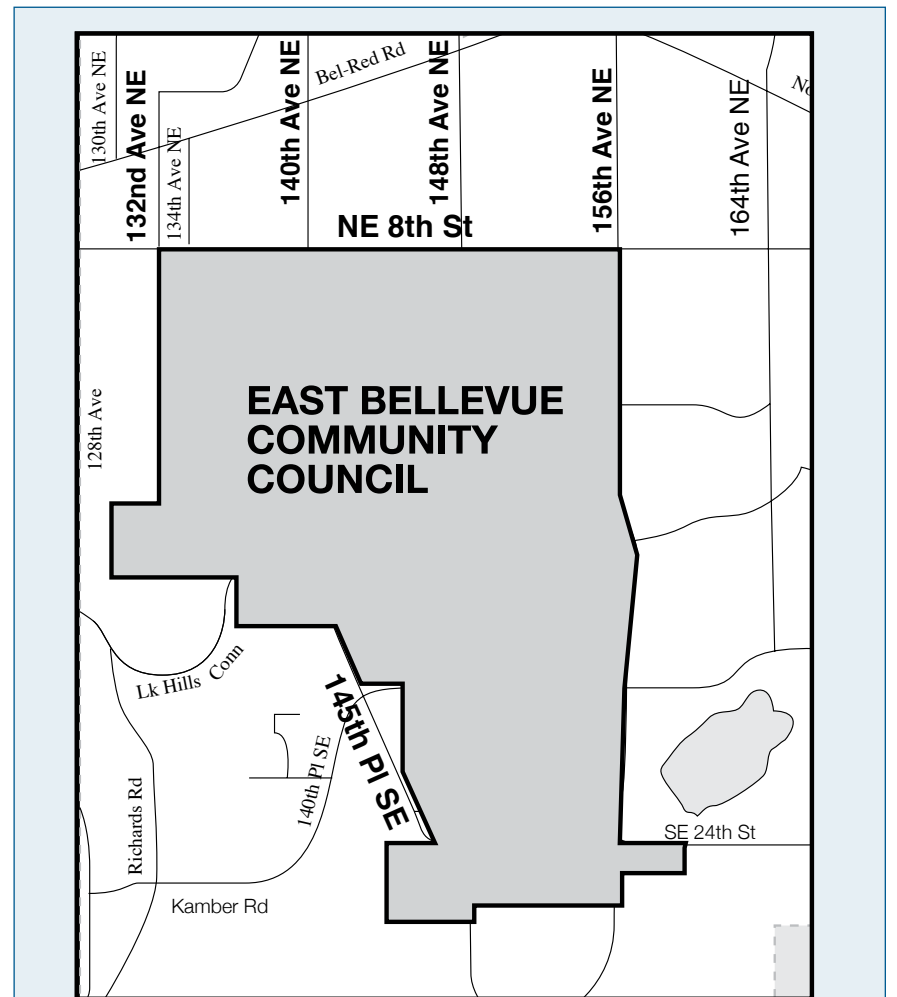 130th Ave NE
132nd Ave NE
134th Ave NE
140th Ave NE
Bel-Red Rd
148th Ave NE
156th Ave NE
164th Ave NE
NE 8th St
128th Ave
EAST BELLEVUE
COMMUNITY
COUNCIL
Lk Hills Conn
145th Pl SE
140th Pl SE
Richards Rd
SE 24th St
Kamber Rd